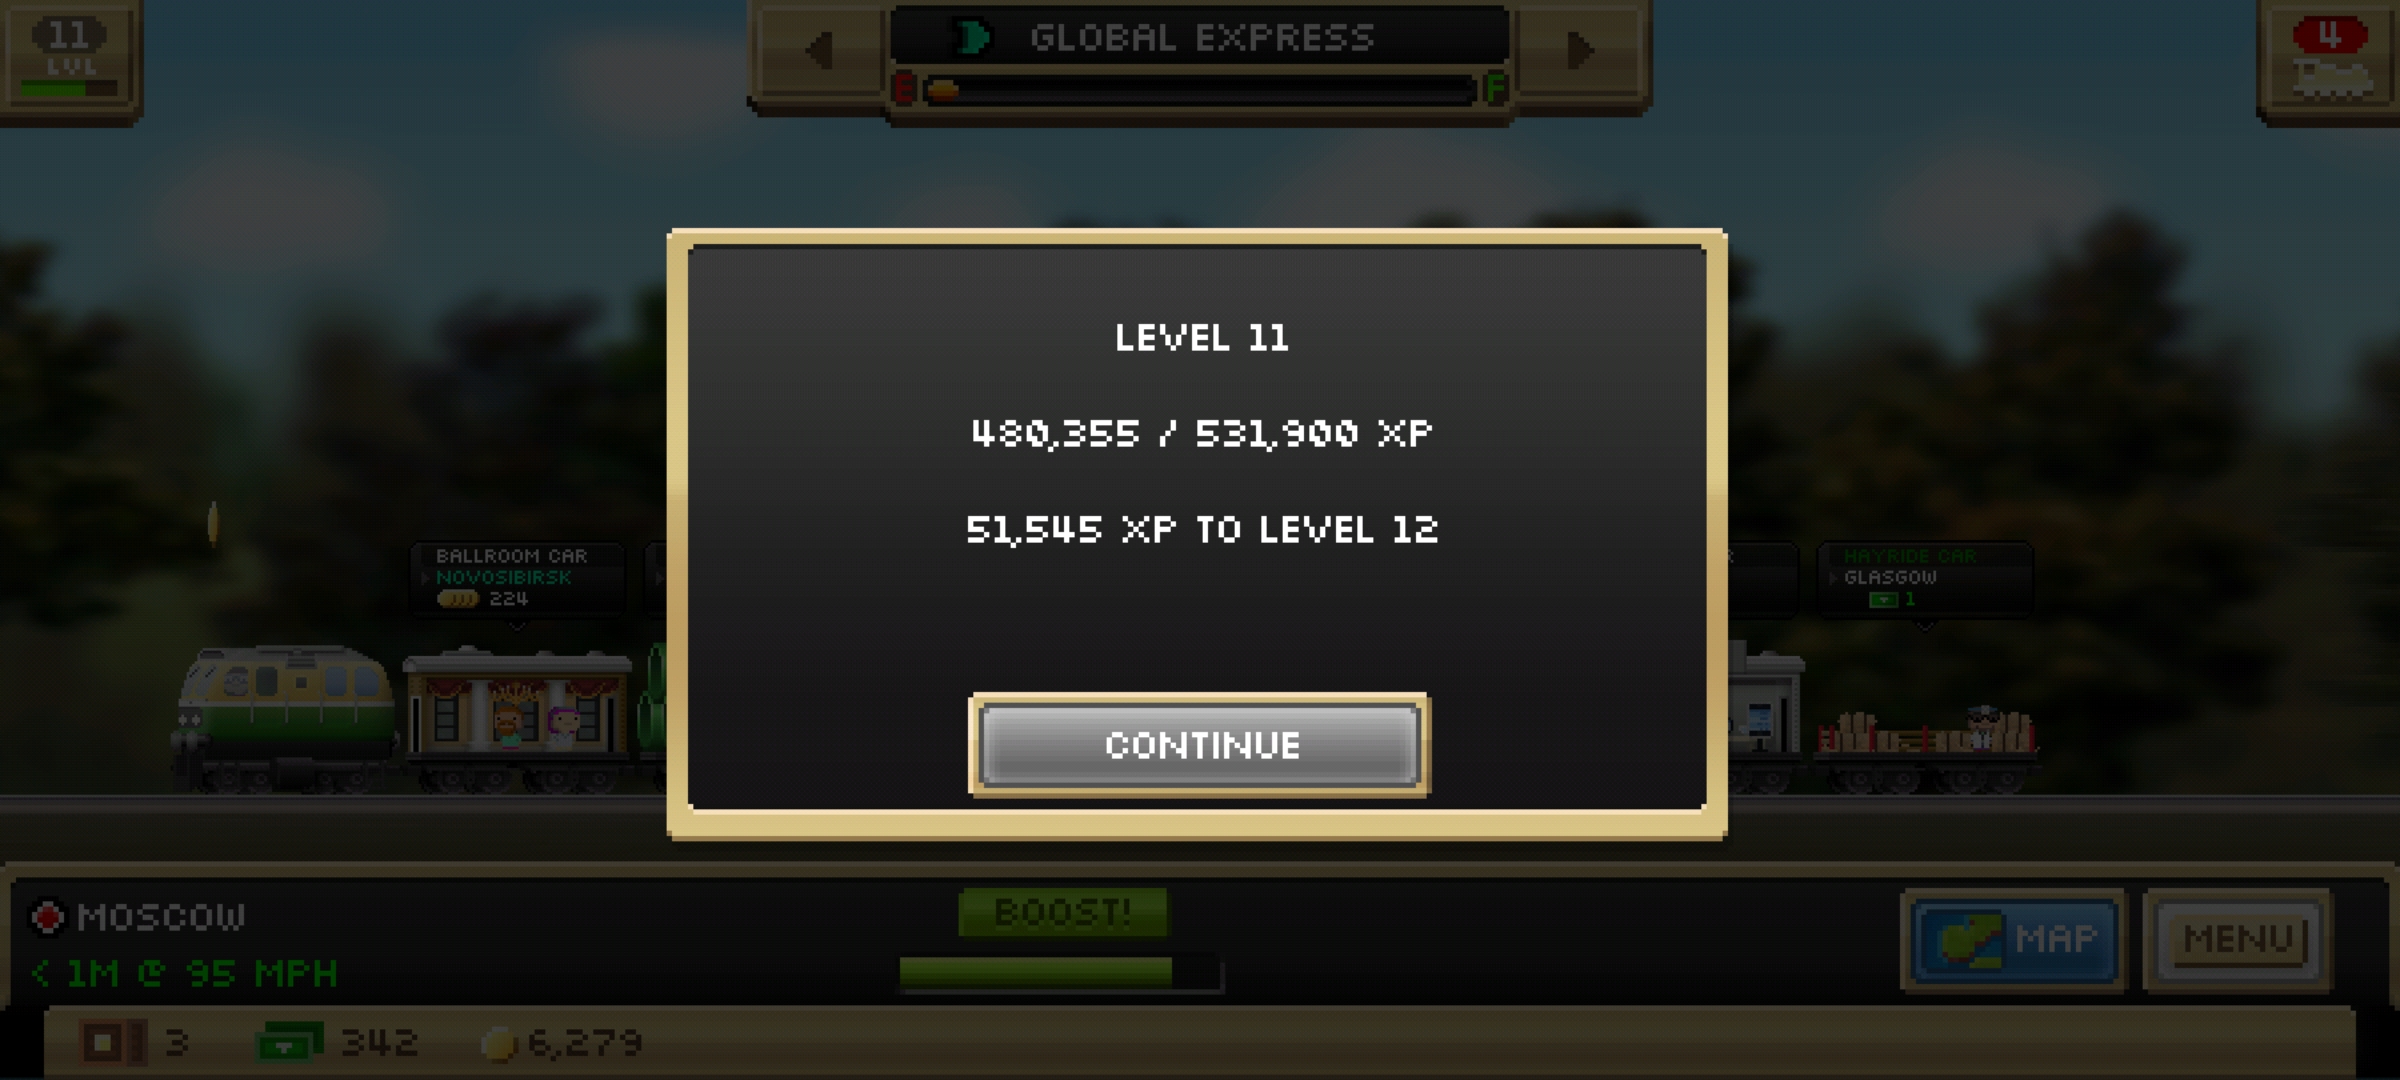 11
LVL
GLOBAL EXPRESS
E F
4
LEVEL 11
480,355 / 531,900 XP
51,545 XP TO LEVEL 12
CONTINUE
BALLROOM CAR
NOVOSIBIRSK
224
HAYRIDE CAR
GLASGOW
1
MOSCOW
< 1M @ 95 MPH
BOOST!
MAP
MENU
3 342 6,279